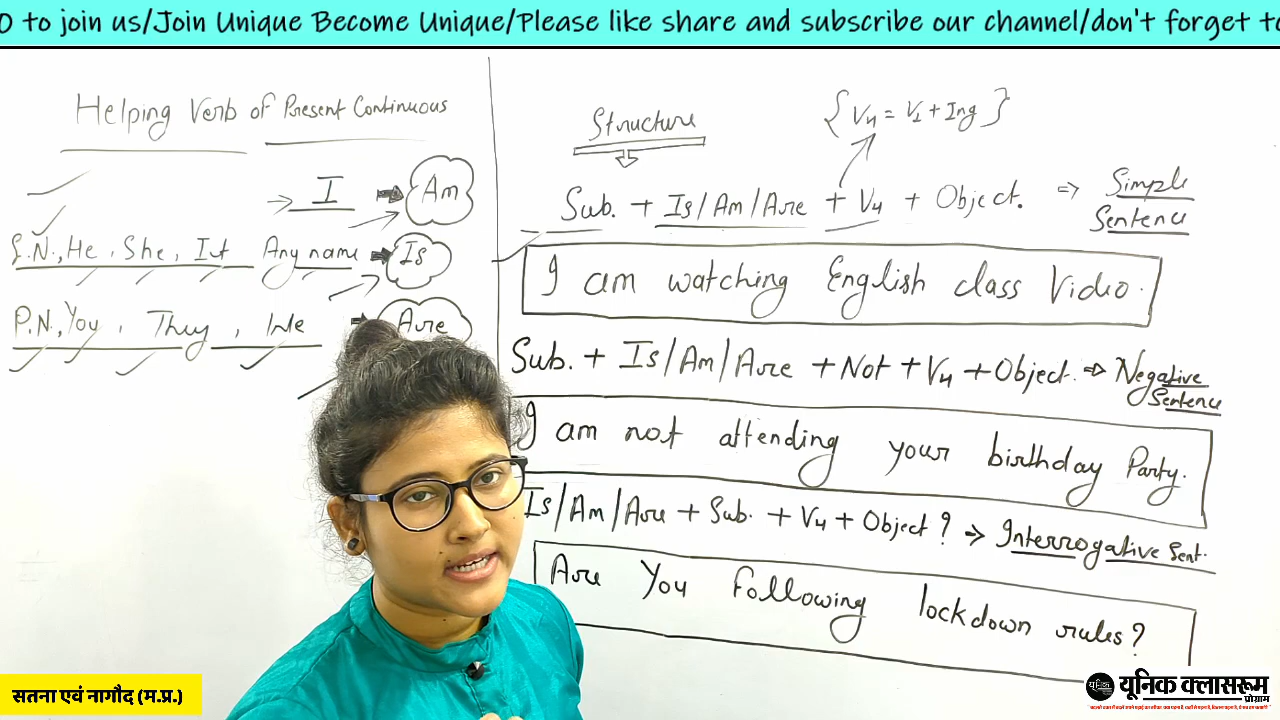 O to join us/Join Unique Become Unique/Please like share and subscribe our channel/don't forget to
Helping Verb of Present Continuous
I Am
S.N., He, She, It Any name Is
P.N., You, They, We Are
Structure
{V4 = V1 + Ing}
Sub. + Is/Am/Are + V4 + Object. ⇒ Simple Sentence
I am watching English class Video.
Sub. + Is/Am/Are + Not + V4 + Object. ⇒ Negative Sentence
I am not attending your birthday Party.
Is/Am/Are + Sub. + V4 + Object? ⇒ Interrogative Sent.
Are You Following lockdown rules?
सतना एवं नागौद (म.प्र.)
यूनिक क्लासरूम
प्रोग्राम